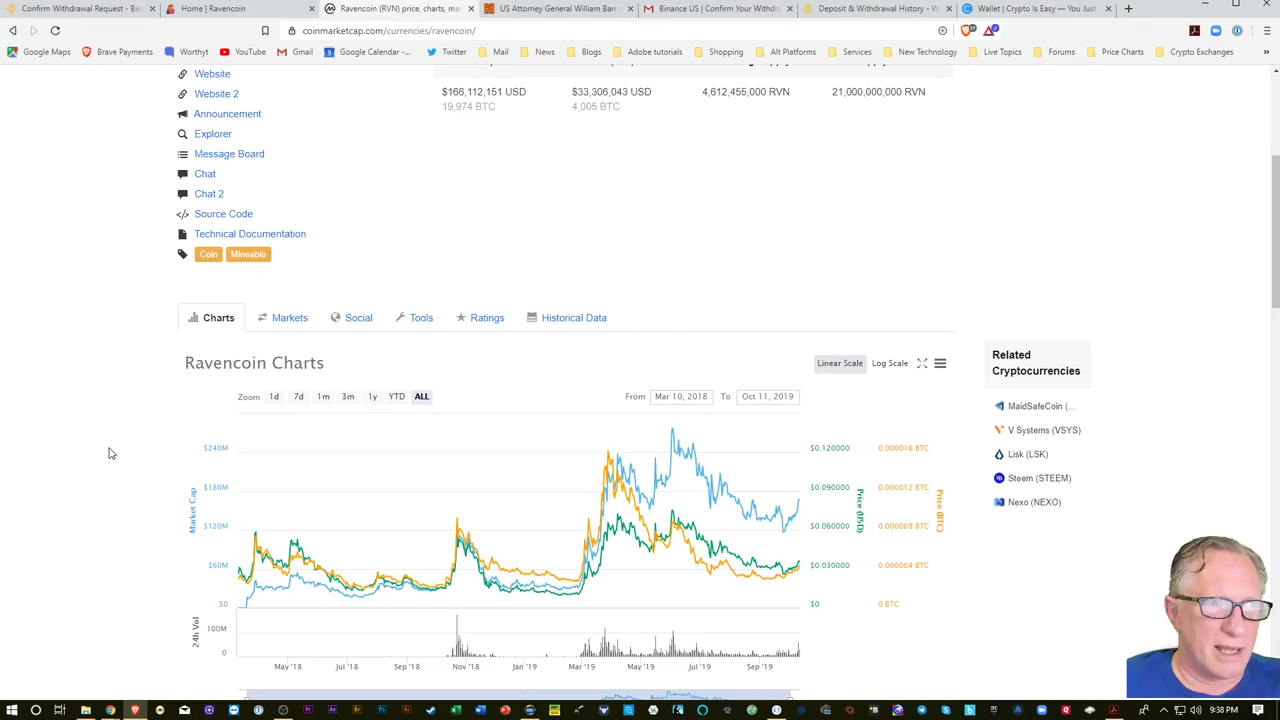 Confirm Withdrawal Request - Bin
Home | Ravencoin
Ravencoin (RVN) price, charts, ma
US Attorney General William Barr
Binance US | Confirm Your Withdr
Deposit & Withdrawal History - W
Wallet | Crypto Is Easy — You Just
coinmarketcap.com/currencies/ravencoin/
Google Maps
Brave Payments
Worthyt
YouTube
Gmail
Google Calendar -...
Twitter
Mail
News
Blogs
Adobe tutorials
Shopping
Alt Platforms
Services
New Technology
Live Topics
Forums
Price Charts
Crypto Exchanges
»
Website
Website 2
Announcement
Explorer
Message Board
Chat
Chat 2
Source Code
Technical Documentation
Coin Mineable
$166,112,151 USD $33,306,043 USD 4,612,455,000 RVN 21,000,000,000 RVN
19,974 BTC 4,005 BTC
Charts Markets Social Tools Ratings Historical Data
Ravencoin Charts
Linear Scale Log Scale
Zoom 1d 7d 1m 3m 1y YTD ALL From Mar 10, 2018 To Oct 11, 2019
$240M $0.120000 0.000016 BTC
$180M $0.090000 0.000012 BTC
$120M $0.060000 0.000008 BTC
$60M $0.030000 0.000004 BTC
$0 $0 0 BTC
Market Cap
Price (USD)
Price (BTC)
24h Vol
100M
0
May '18 Jul '18 Sep '18 Nov '18 Jan '19 Mar '19 May '19 Jul '19 Sep '19
Related
Cryptocurrencies
MaidSafeCoin (...
V Systems (VSYS)
Lisk (LSK)
Steem (STEEM)
Nexo (NEXO)
9:38 PM